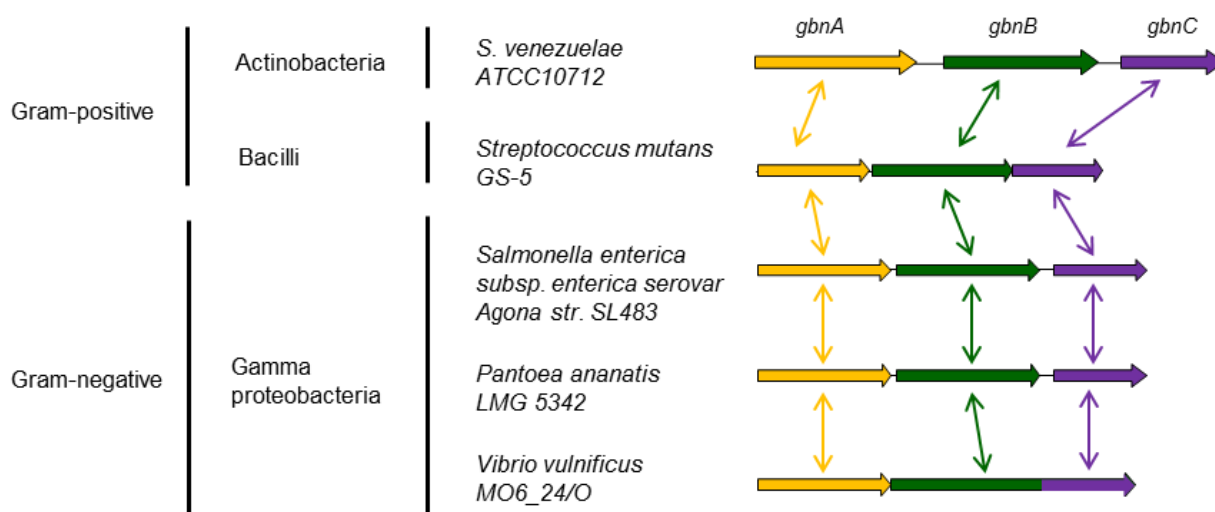 gbnA gbnB gbnC
Actinobacteria
S. venezuelae
ATCC10712
Gram-positive
Bacilli
Streptococcus mutans
GS-5
Salmonella enterica
subsp. enterica serovar
Agona str. SL483
Gram-negative
Gamma
proteobacteria
Pantoea ananatis
LMG 5342
Vibrio vulnificus
MO6_24/O